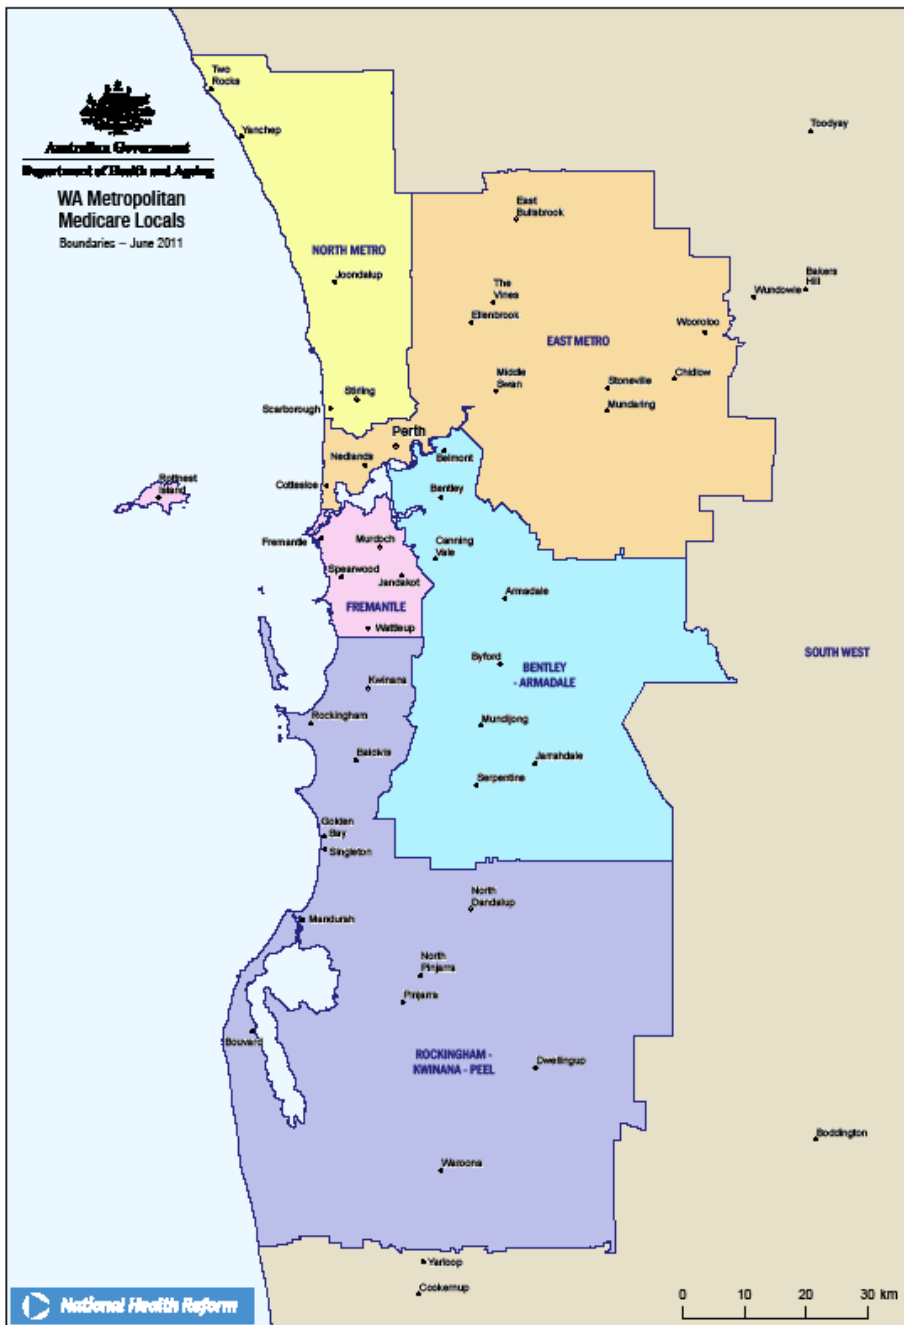 Australian Government
Department of Health and Ageing
WA Metropolitan
Medicare Locals
Boundaries – June 2011
Two
Rocks
Yanchep
Toodyay
East
Bullsbrook
NORTH METRO
Joondalup
The
Vines
Ellenbrook
Bakers
Hill
Wundowie
Wooroloo
EAST METRO
Middle
Swan
Chidlow
Stoneville
Mundaring
Stirling
Scarborough
Perth
Nedlands
Belmont
Cottesloe
Bentley
Rottnest
Island
Fremantle
Murdoch
Canning
Vale
Spearwood
Jandakot
Armadale
FREMANTLE
Wattleup
SOUTH WEST
Byford
BENTLEY
- ARMADALE
Kwinana
Rockingham
Mundijong
Baldivis
Jarrahdale
Serpentine
Golden
Bay
Singleton
North
Dandalup
Mandurah
North
Pinjarra
Pinjarra
Bouvard
ROCKINGHAM -
KWINANA - PEEL
Dwellingup
Boddington
Waroona
Yarloop
Cookernup
National Health Reform
0 10 20 30 km